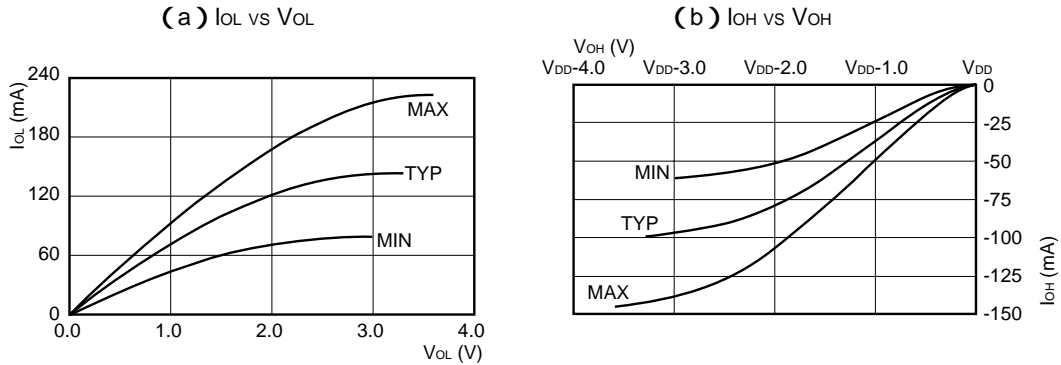 (a) IOL VS VOL
240
180
120
60
0
IOL (mA)
MAX
TYP
MIN
0.0 1.0 2.0 3.0 4.0
VOL (V)
(b) IOH VS VOH
VOH (V)
VDD-4.0 VDD-3.0 VDD-2.0 VDD-1.0 VDD
0
-25
-50
-75
-100
-125
-150
IOH (mA)
MIN
TYP
MAX